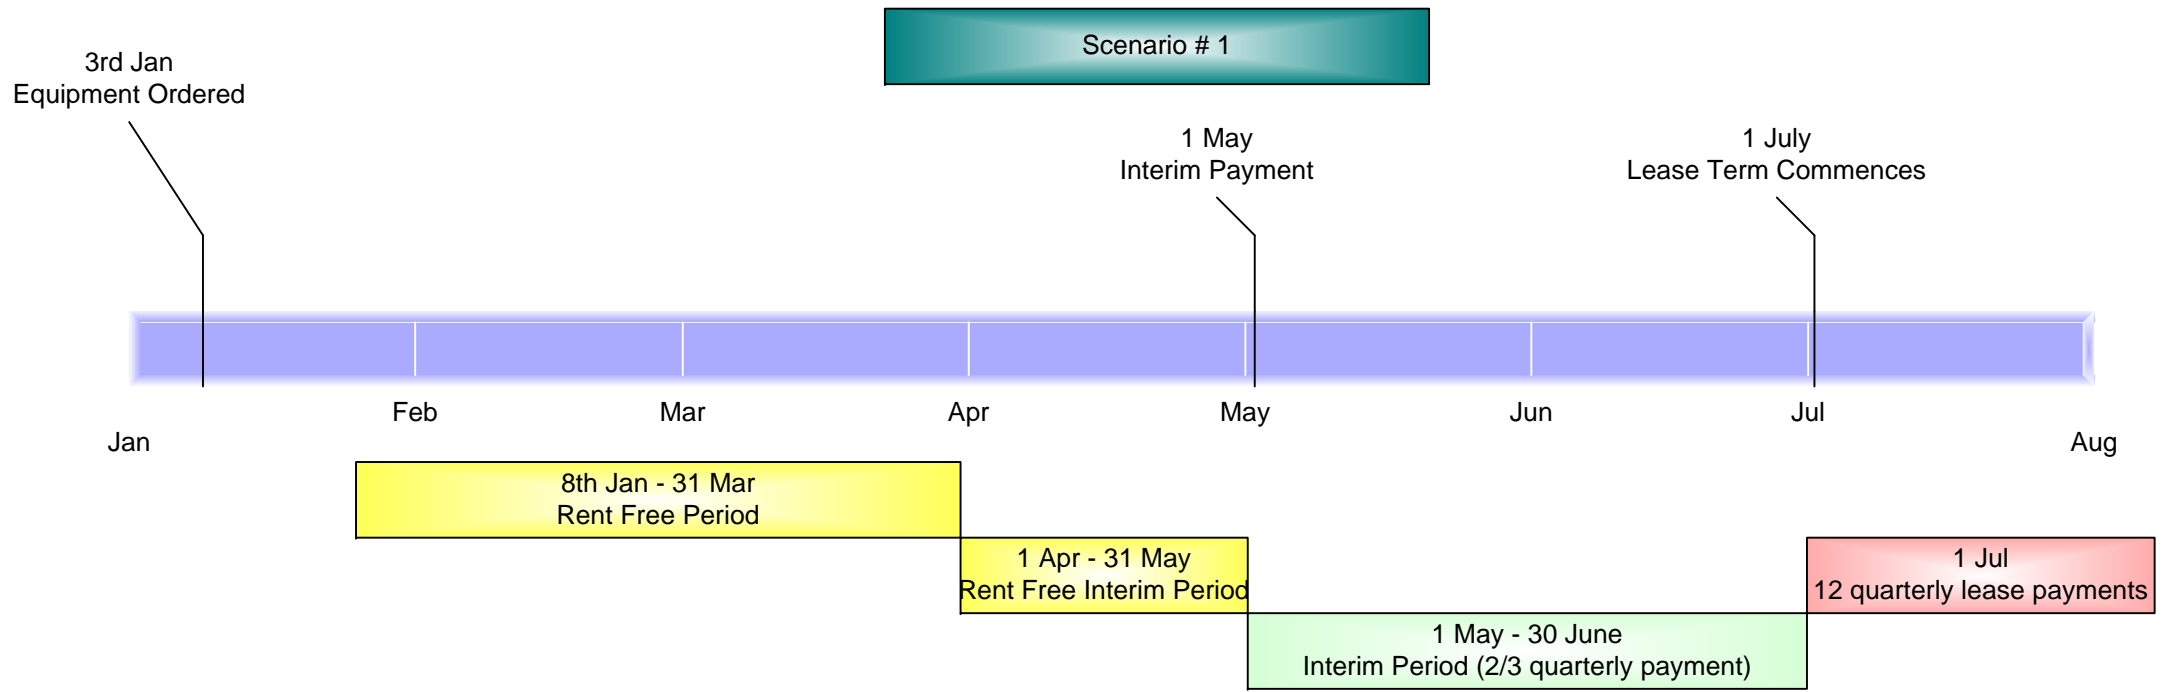 Scenario # 1
3rd Jan
Equipment Ordered
1 May
Interim Payment
1 July
Lease Term Commences
Jan
Feb
Mar
Apr
May
Jun
Jul
Aug
8th Jan - 31 Mar
Rent Free Period
1 Apr - 31 May
Rent Free Interim Period
1 Jul
12 quarterly lease payments
1 May - 30 June
Interim Period (2/3 quarterly payment)